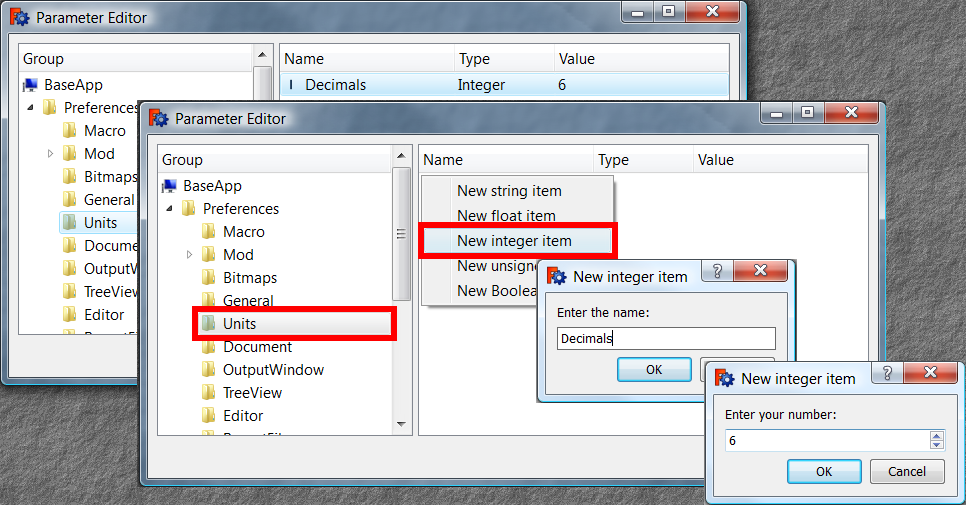 Parameter Editor
Group
Name Type Value
BaseApp
Decimals Integer 6
Preferences
Macro
Mod
Bitmaps
General
Units
OutputW
TreeView
Editor
Parameter Editor
Group
Name Type Value
BaseApp
Preferences
Macro
Mod
Bitmaps
General
Units
Document
OutputWindow
TreeView
Editor
New string item
New float item
New integer item
New unsigne
New Boolea
New integer item
?
Enter the name:
Decimals
OK
New integer item
?
Enter your number:
6
OK Cancel